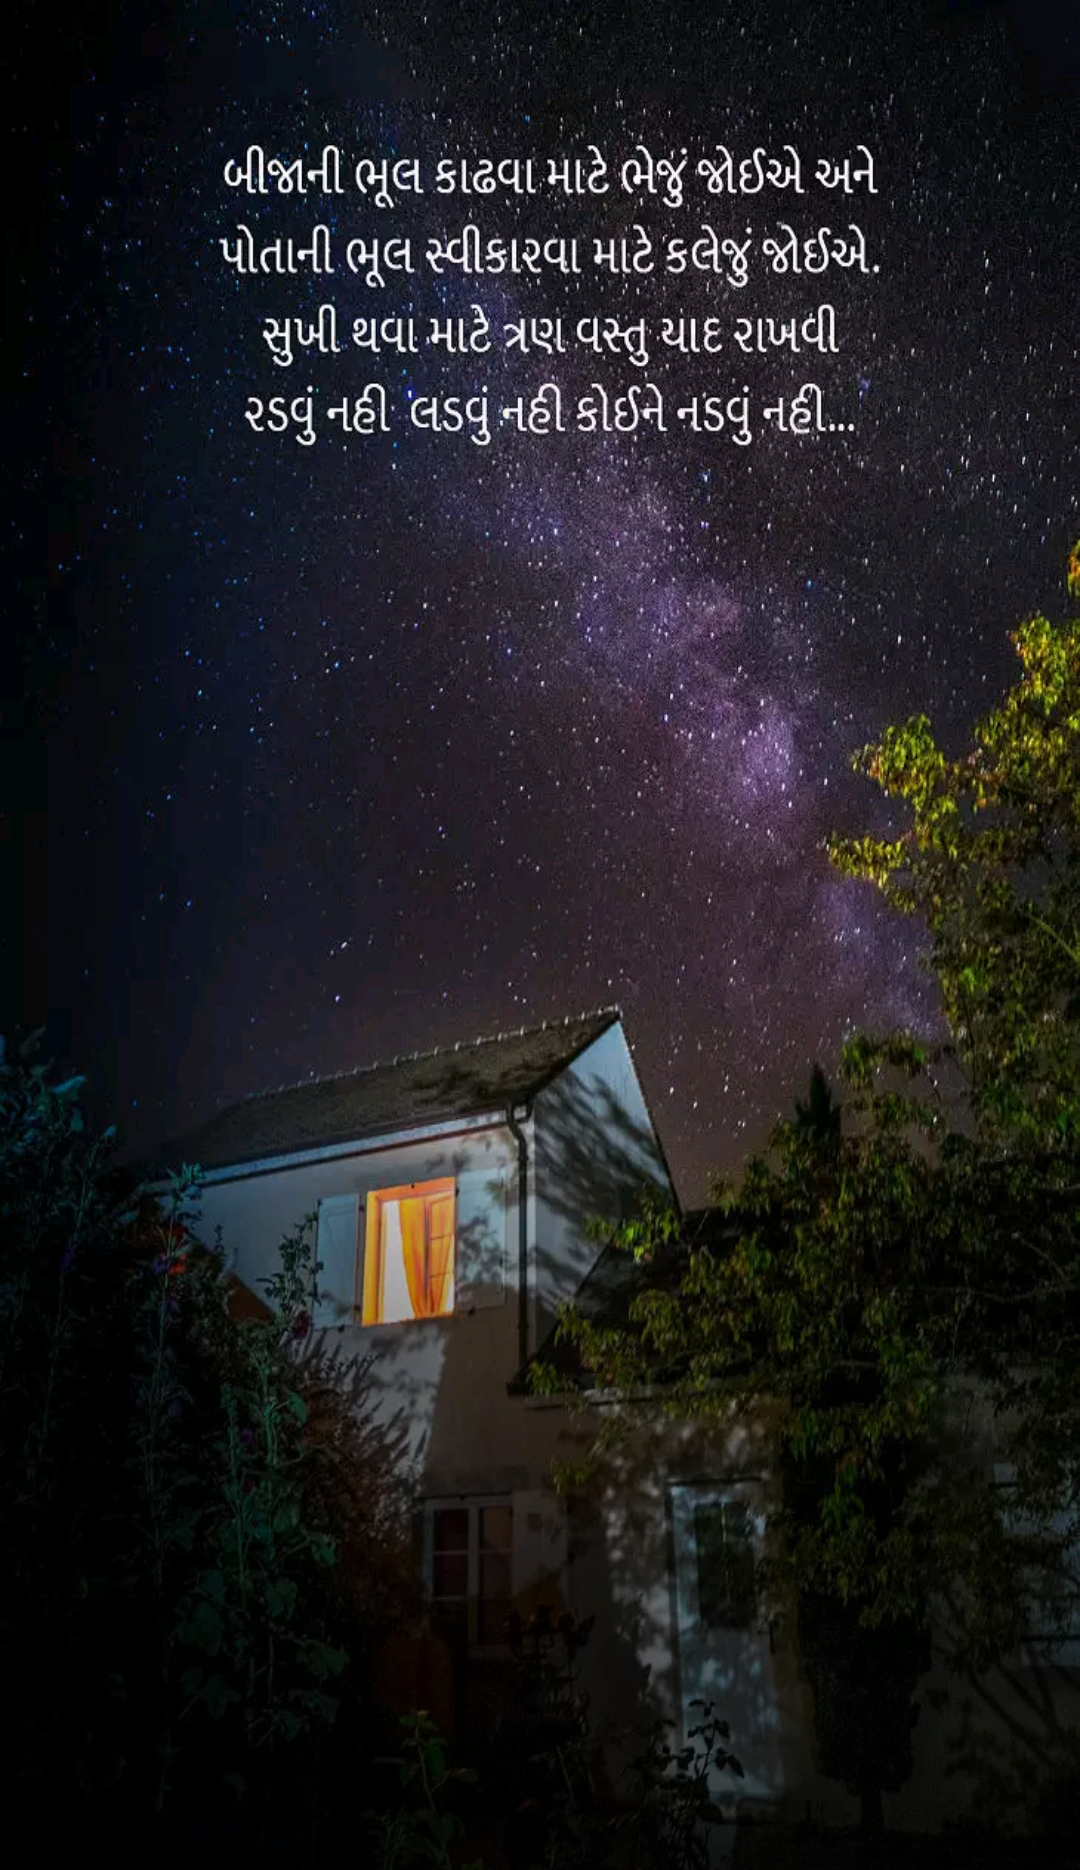 બીજાની ભૂલ કાઢવા માટે ભેજું જોઈએ અને
પોતાની ભૂલ સ્વીકારવા માટે કલેજું જોઈએ.
સુખી થવા માટે ત્રણ વસ્તુ યાદ રાખવી
રડવું નહી લડવું નહી કોઈને નડવું નહી...